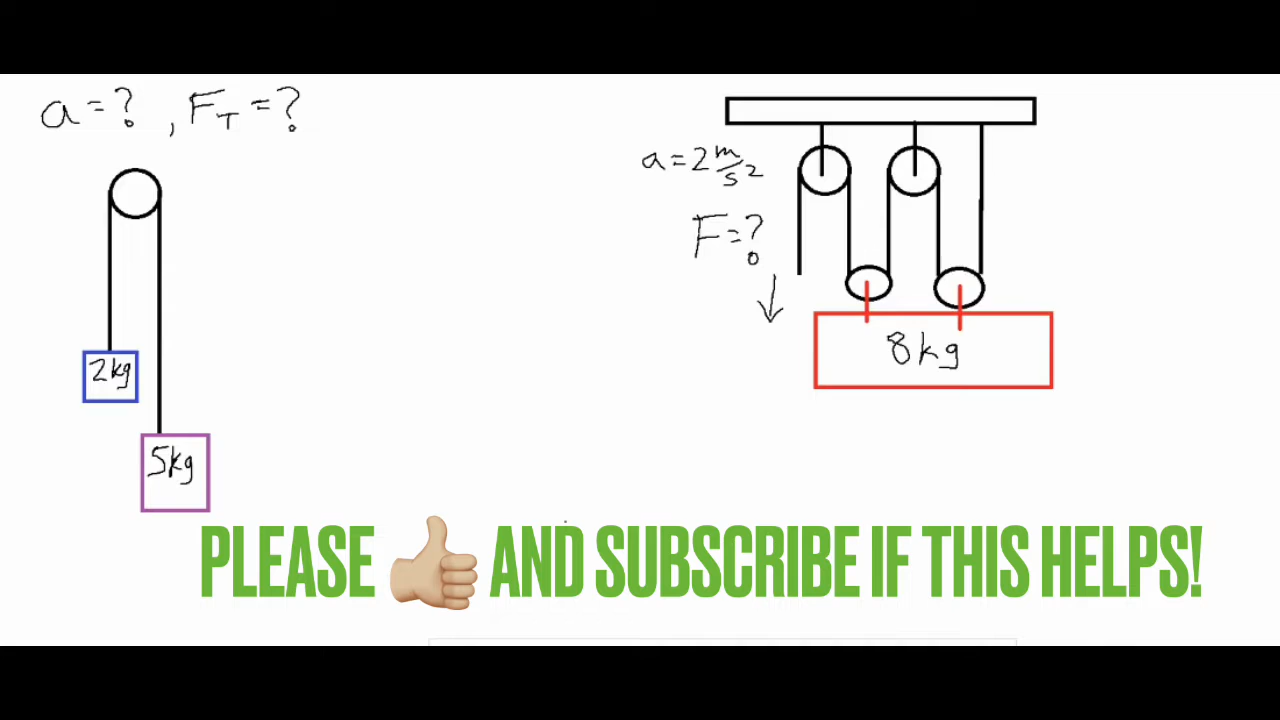 a = ? , F_T = ?
a = 2 m/s²
F = ?
2kg
8kg
5kg
PLEASE 👍🏼 AND SUBSCRIBE IF THIS HELPS!